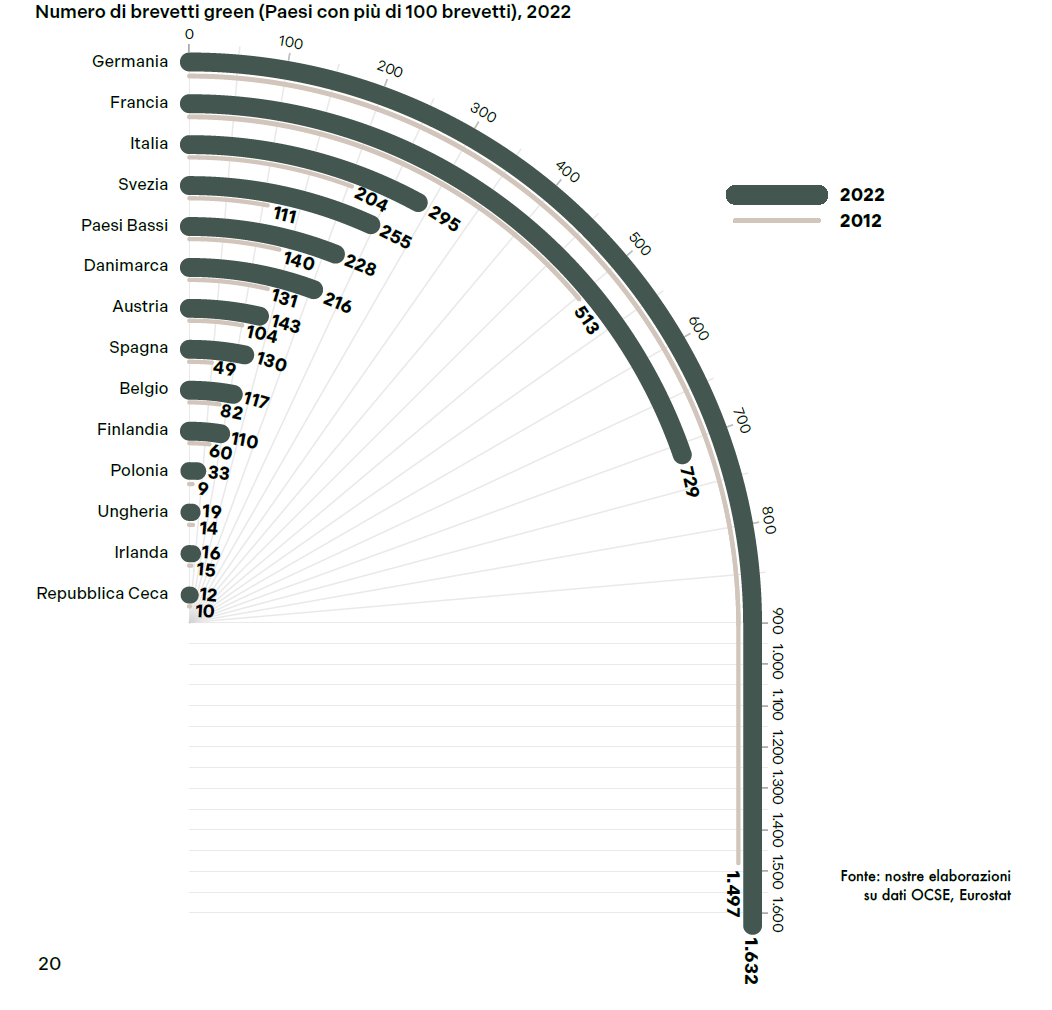 Numero di brevetti green (Paesi con più di 100 brevetti), 2022
0
100
200
300
400
500
600
700
800
900
1.000
1.100
1.200
1.300
1.400
1.500
1.600
2022
2012
Germania
1.632
1.497
Francia
729
513
Italia
295
204
Svezia
255
111
Paesi Bassi
228
140
Danimarca
216
131
Austria
143
104
Spagna
130
49
Belgio
117
82
Finlandia
110
60
Polonia
33
9
Ungheria
19
14
Irlanda
16
15
Repubblica Ceca
12
10
Fonte: nostre elaborazioni
su dati OCSE, Eurostat
20